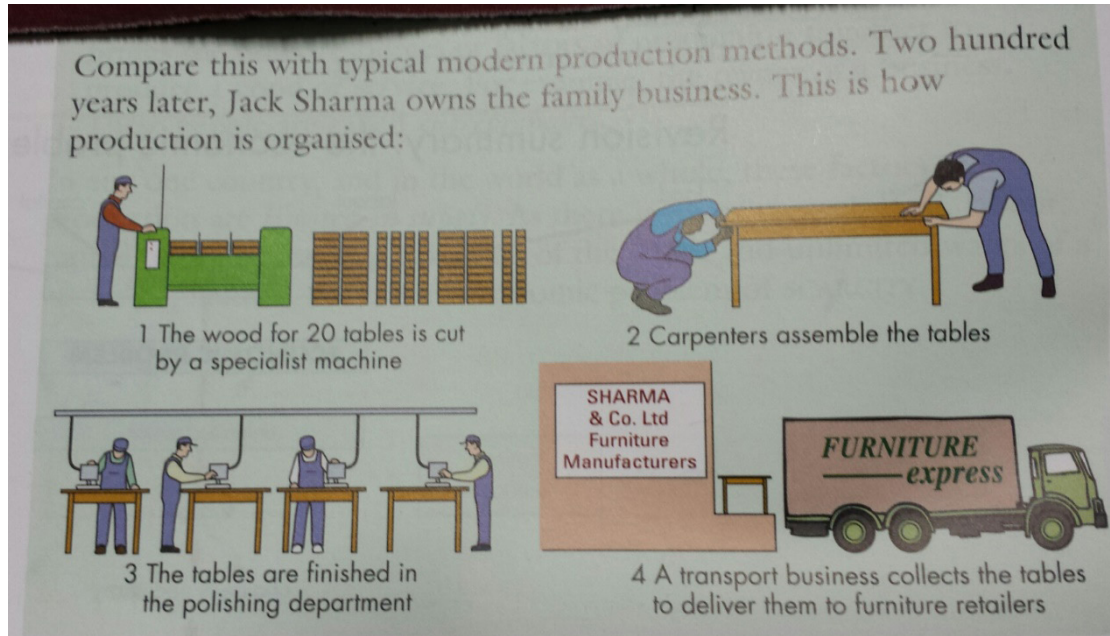 Compare this with typical modern production methods. Two hundred
years later, Jack Sharma owns the family business. This is how
production is organised:
1 The wood for 20 tables is cut
by a specialist machine
2 Carpenters assemble the tables
3 The tables are finished in
the polishing department
SHARMA
& Co. Ltd
Furniture
Manufacturers
FURNITURE
express
4 A transport business collects the tables
to deliver them to furniture retailers